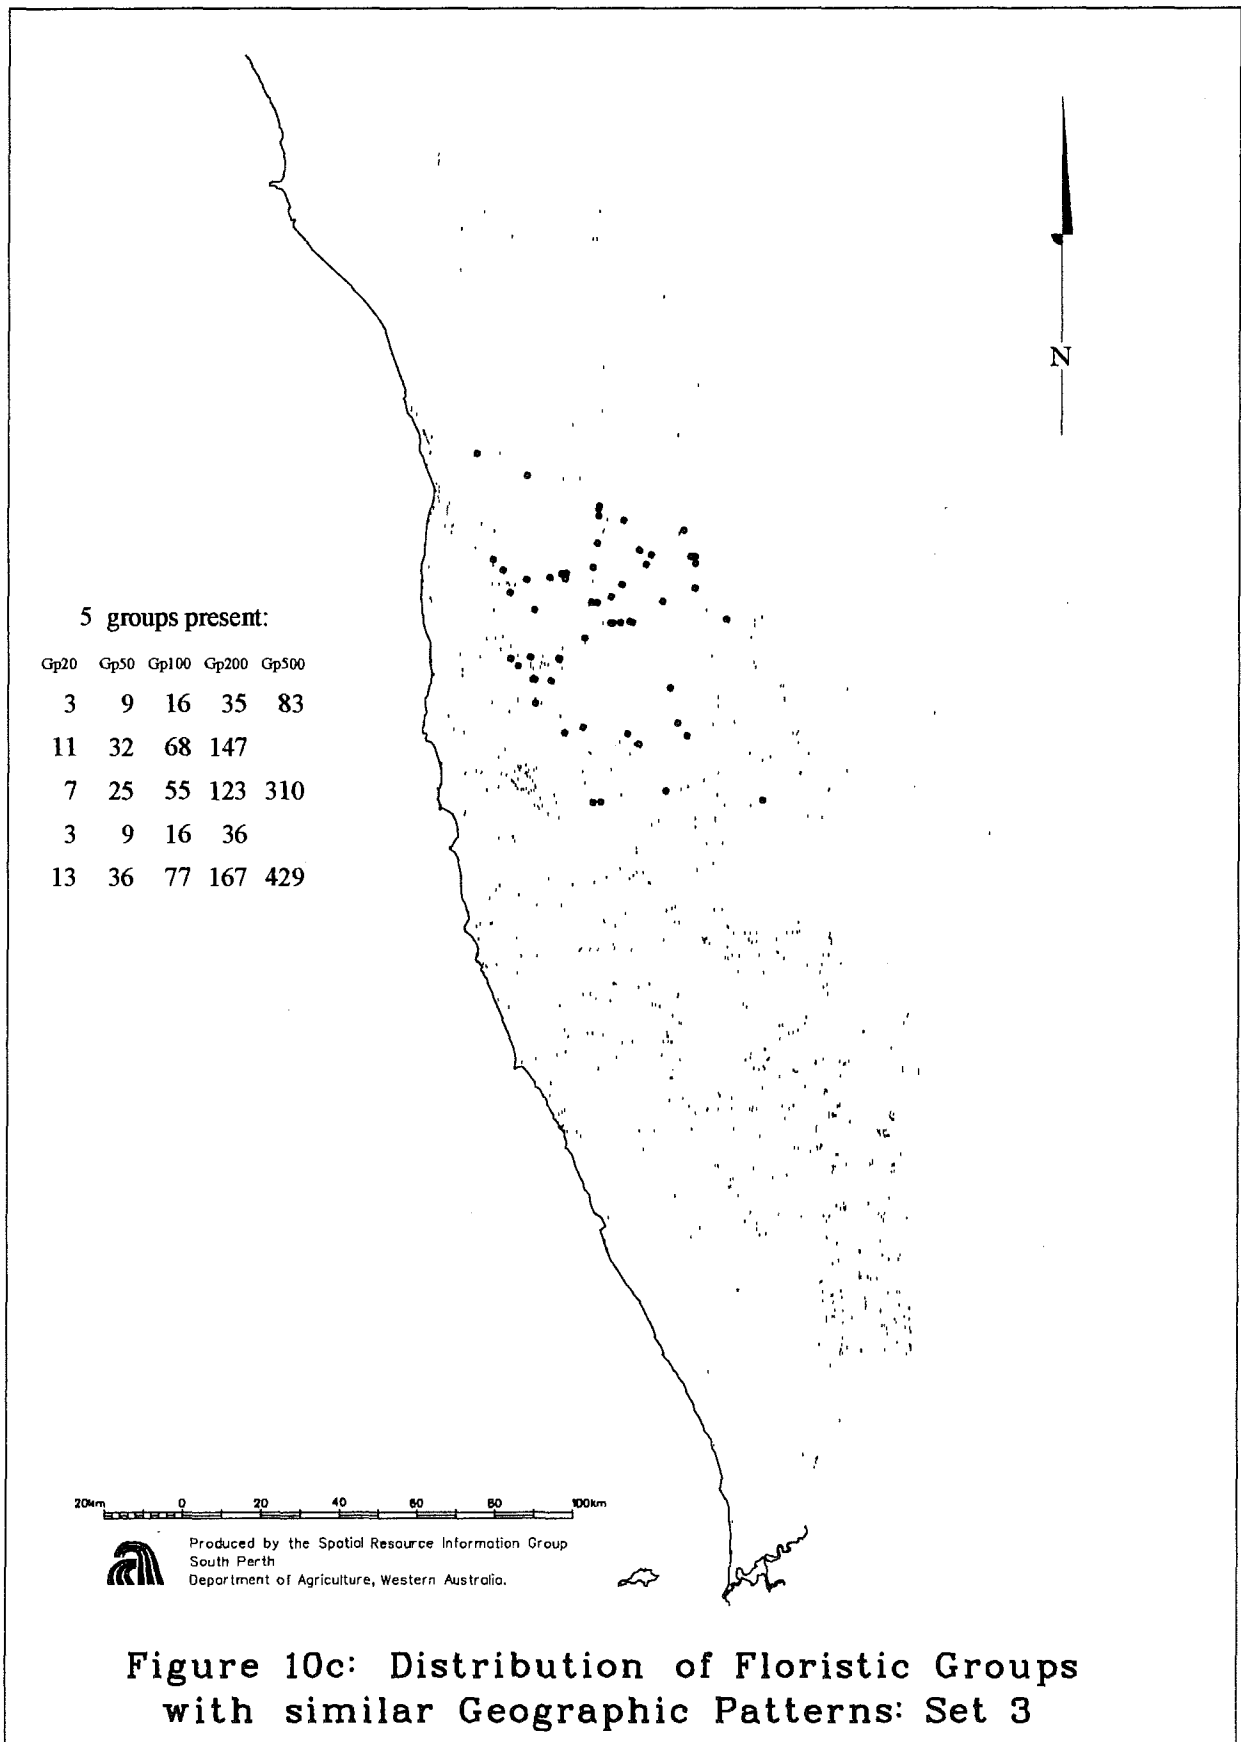 N
5 groups present:
Gp20 Gp50 Gp100 Gp200 Gp500
3 9 16 35 83
11 32 68 147
7 25 55 123 310
3 9 16 36
13 36 77 167 429
20km 0 20 40 60 80 100km
Produced by the Spatial Resource Information Group
South Perth
Department of Agriculture, Western Australia.
Figure 10c: Distribution of Floristic Groups
with similar Geographic Patterns: Set 3